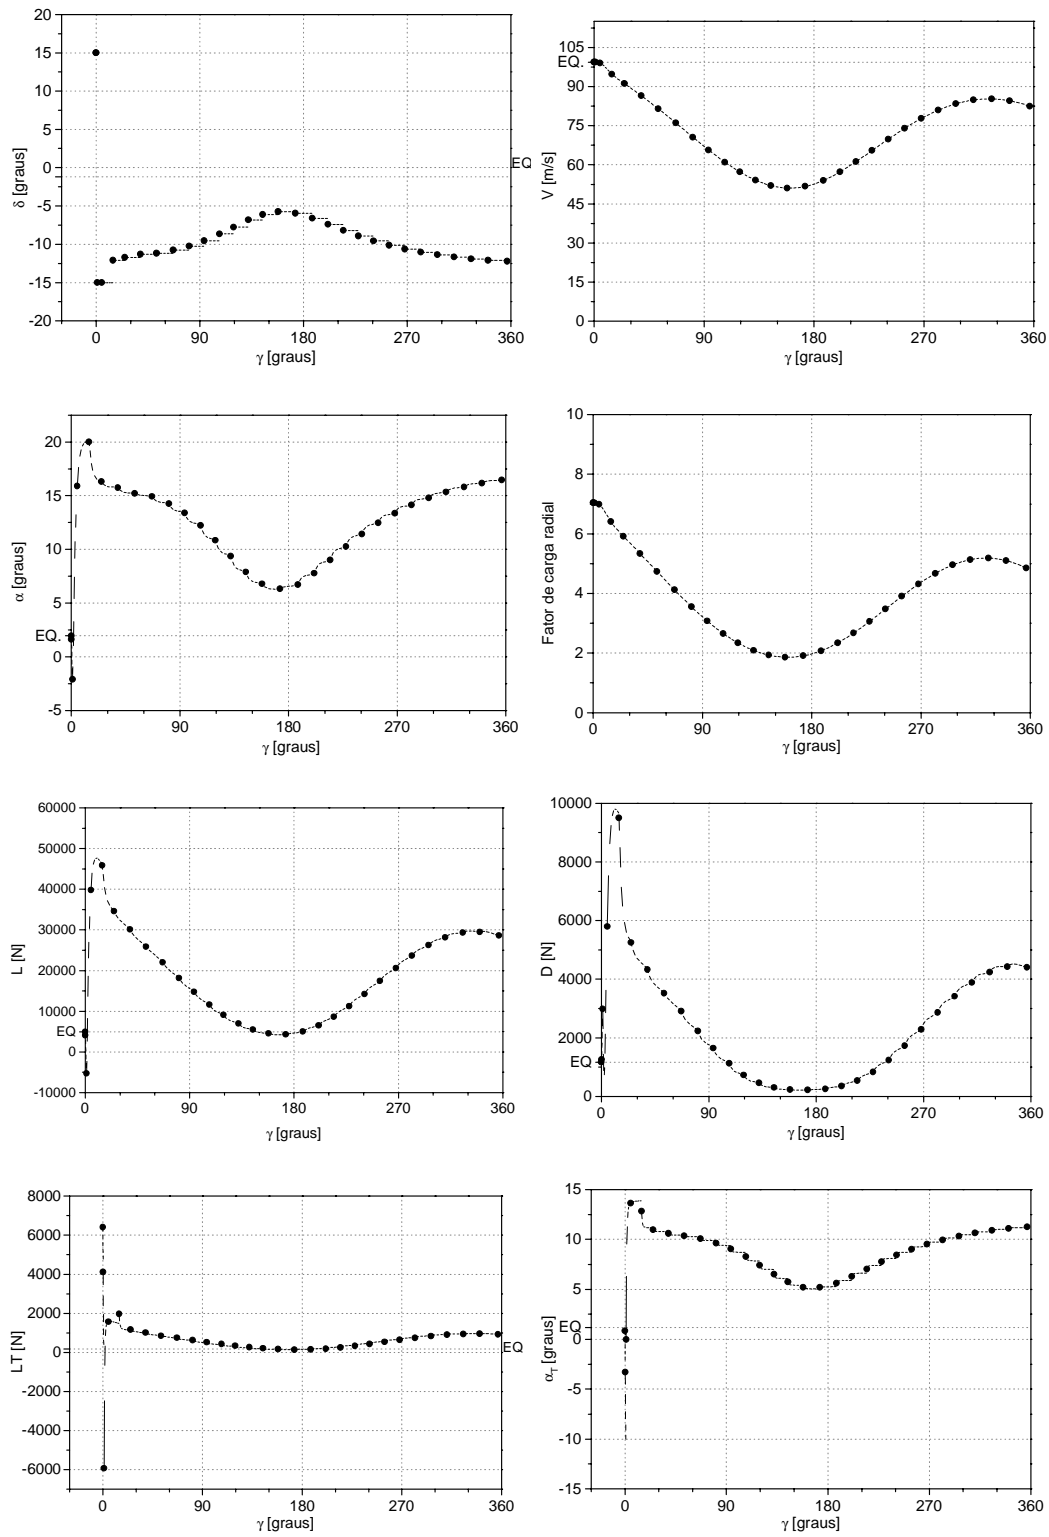 20
15
10
5
0
-5
-10
-15
-20
δ [graus]
EQ
0 90 180 270 360
γ [graus]
105
EQ.
90
75
60
45
30
15
0
V [m/s]
0 90 180 270 360
γ [graus]
20
15
10
5
EQ.
0
-5
α [graus]
0 90 180 270 360
γ [graus]
10
8
6
4
2
0
Fator de carga radial
0 90 180 270 360
γ [graus]
60000
50000
40000
30000
20000
10000
EQ
0
-10000
L [N]
0 90 180 270 360
γ [graus]
10000
8000
6000
4000
2000
EQ
0
D [N]
0 90 180 270 360
γ [graus]
8000
6000
4000
2000
0
-2000
-4000
-6000
LT [N]
EQ
0 90 180 270 360
γ [graus]
15
10
5
EQ
0
-5
-10
-15
α_T [graus]
0 90 180 270 360
γ [graus]